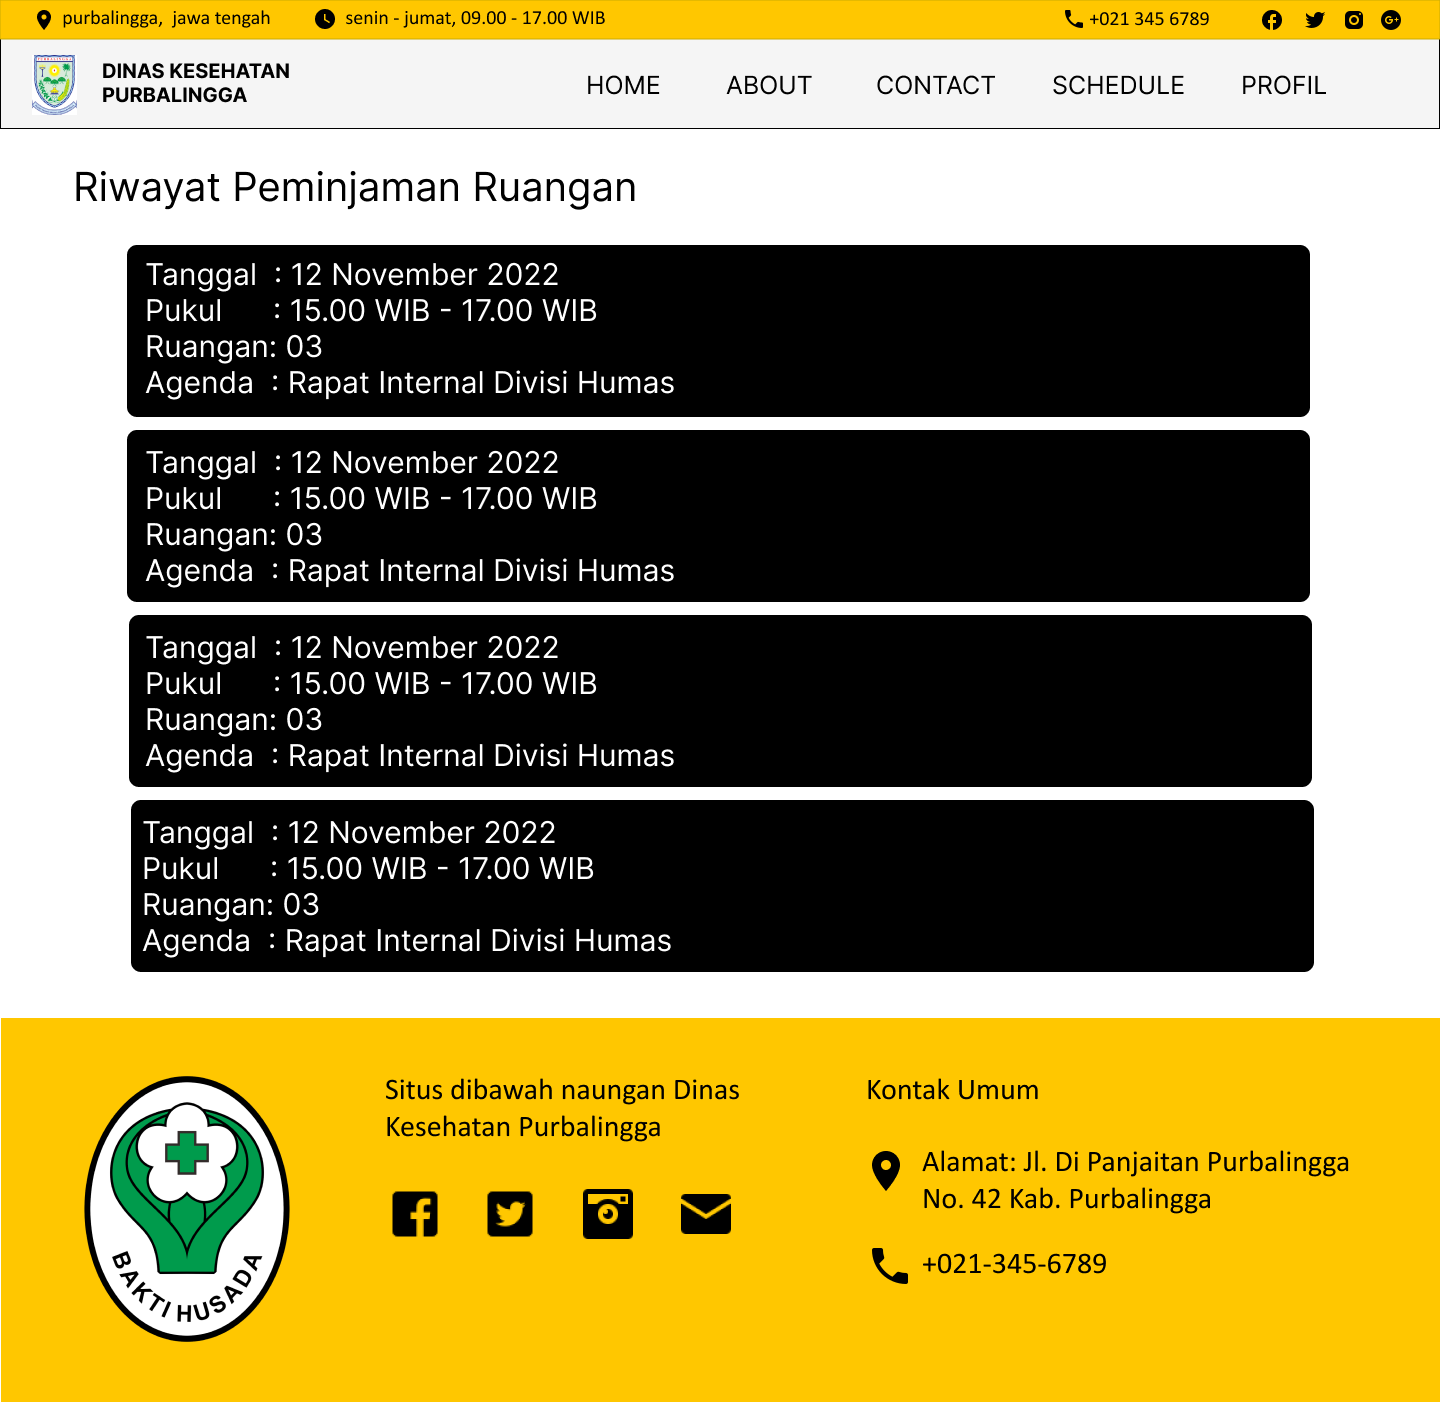 purbalingga,  jawa tengah
senin - jumat, 09.00 - 17.00 WIB
+021 345 6789
DINAS KESEHATAN
PURBALINGGA
HOME
ABOUT
CONTACT
SCHEDULE
PROFIL
Riwayat Peminjaman Ruangan
Tanggal  : 12 November 2022
Pukul      : 15.00 WIB - 17.00 WIB
Ruangan: 03
Agenda  : Rapat Internal Divisi Humas
Tanggal  : 12 November 2022
Pukul      : 15.00 WIB - 17.00 WIB
Ruangan: 03
Agenda  : Rapat Internal Divisi Humas
Tanggal  : 12 November 2022
Pukul      : 15.00 WIB - 17.00 WIB
Ruangan: 03
Agenda  : Rapat Internal Divisi Humas
Tanggal  : 12 November 2022
Pukul      : 15.00 WIB - 17.00 WIB
Ruangan: 03
Agenda  : Rapat Internal Divisi Humas
BAKTI HUSADA
Situs dibawah naungan Dinas
Kesehatan Purbalingga
Kontak Umum
Alamat: Jl. Di Panjaitan Purbalingga
No. 42 Kab. Purbalingga
+021-345-6789